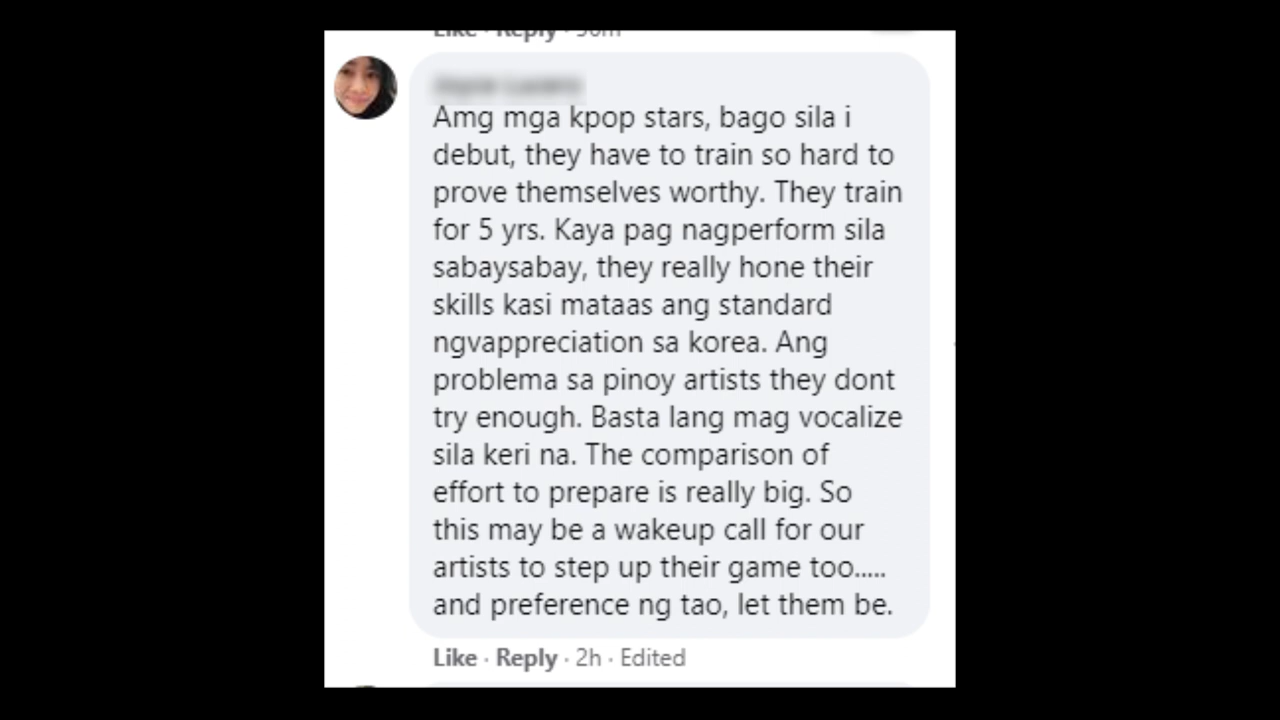 Amg mga kpop stars, bago sila i
debut, they have to train so hard to
prove themselves worthy. They train
for 5 yrs. Kaya pag nagperform sila
sabaysabay, they really hone their
skills kasi mataas ang standard
ngvappreciation sa korea. Ang
problema sa pinoy artists they dont
try enough. Basta lang mag vocalize
sila keri na. The comparison of
effort to prepare is really big. So
this may be a wakeup call for our
artists to step up their game too.....
and preference ng tao, let them be.
Like · Reply · 2h · Edited